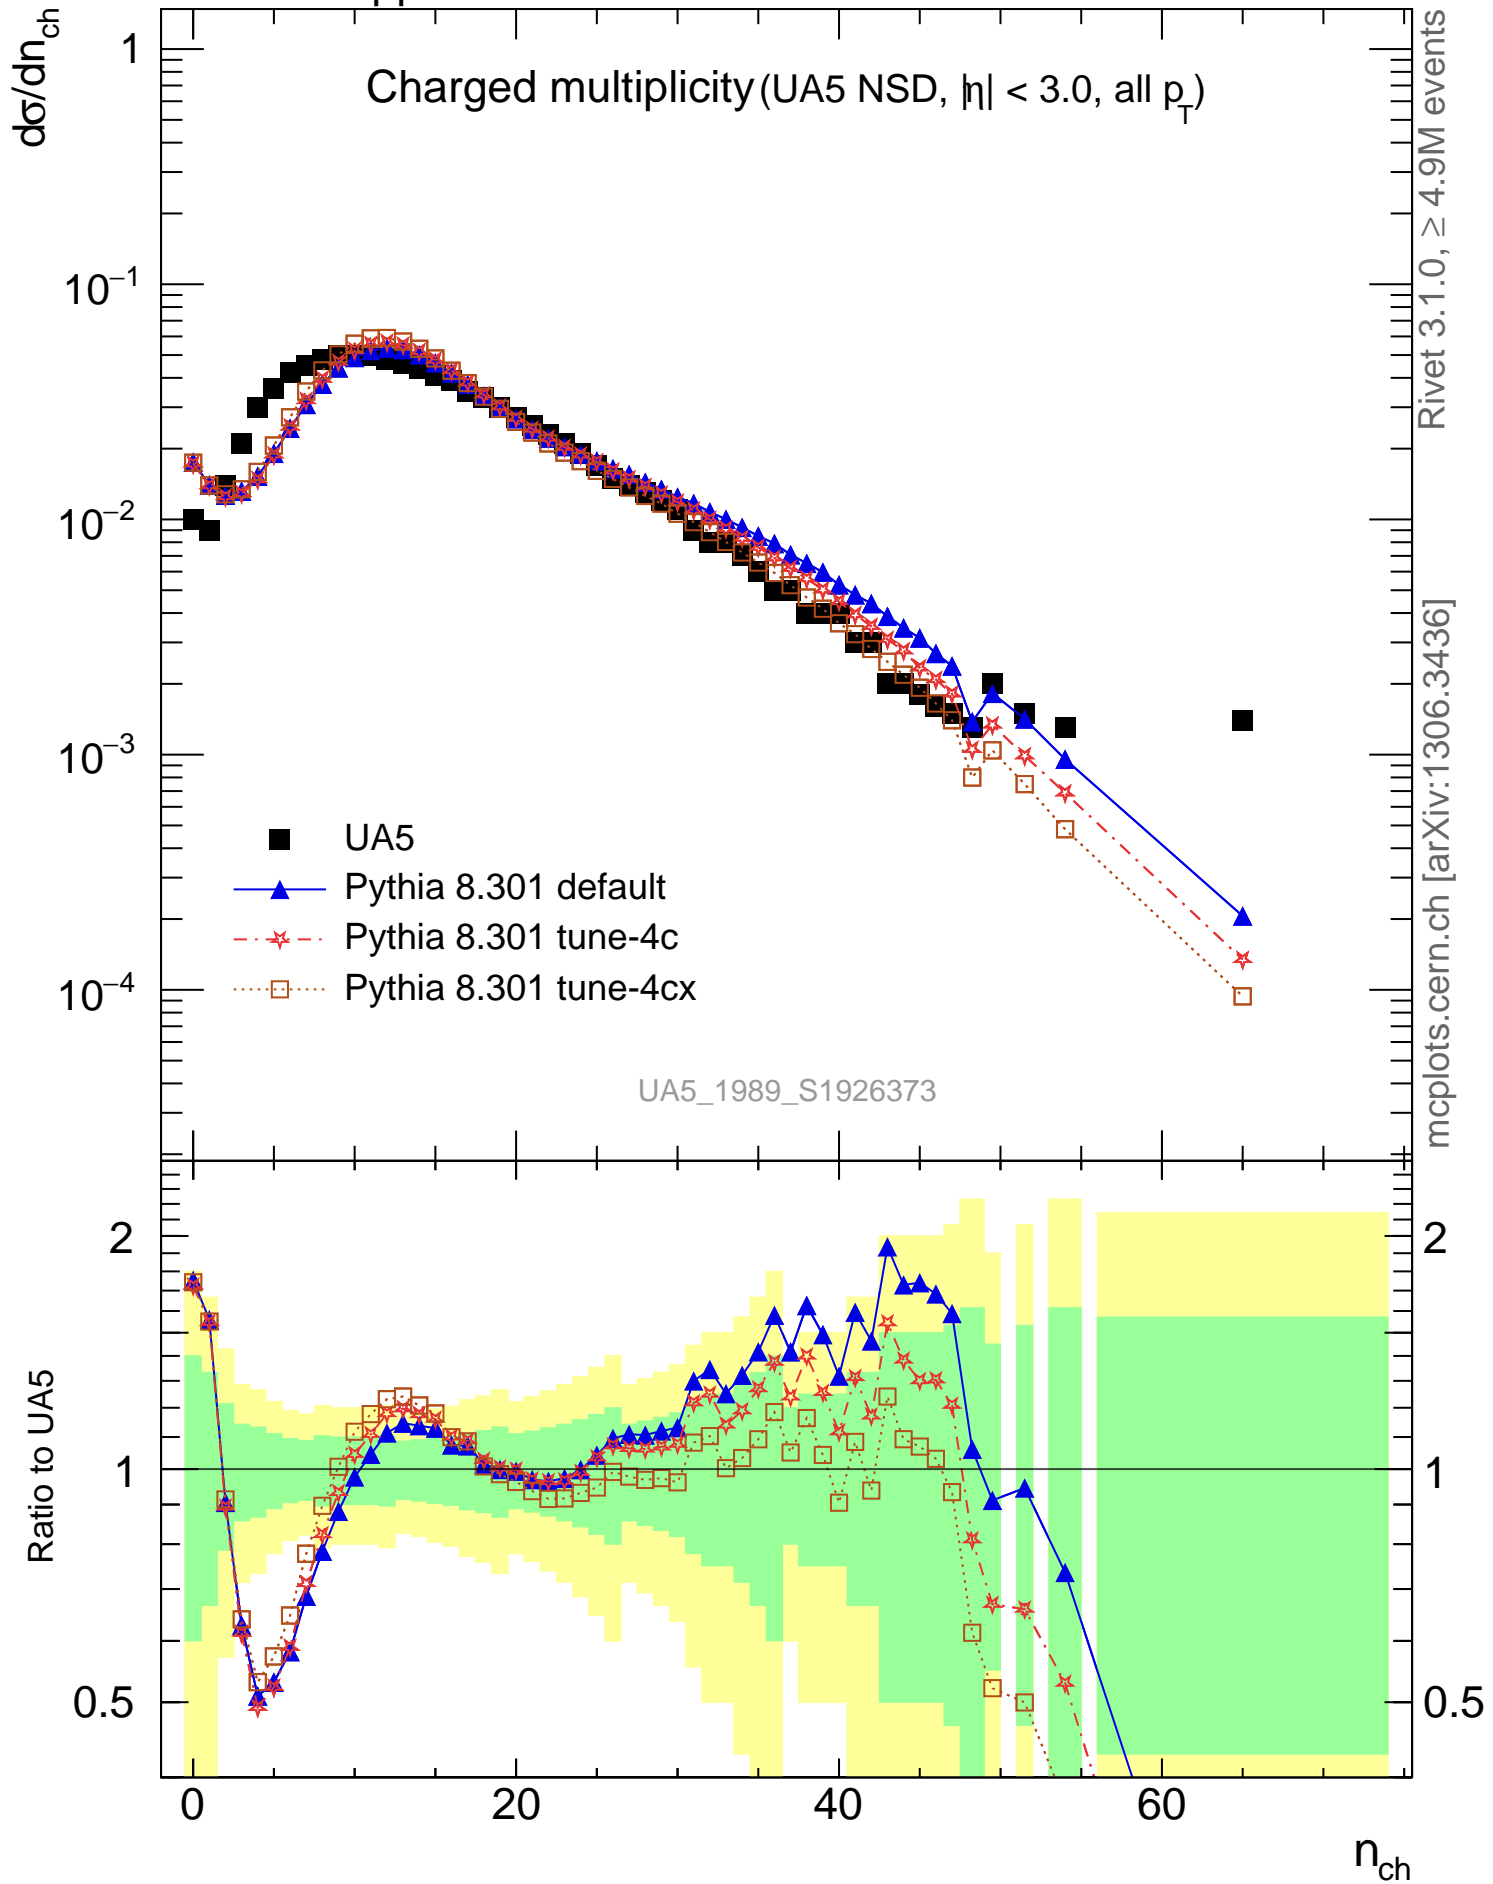 pp
Charged multiplicity (UA5 NSD, |η| < 3.0, all p_T)
dσ/dn_ch
1
10⁻¹
10⁻²
10⁻³
10⁻⁴
UA5
Pythia 8.301 default
Pythia 8.301 tune-4c
Pythia 8.301 tune-4cx
UA5_1989_S1926373
Rivet 3.1.0, ≥ 4.9M events
mcplots.cern.ch [arXiv:1306.3436]
Ratio to UA5
2
1
0.5
2
1
0.5
0 20 40 60
n_ch